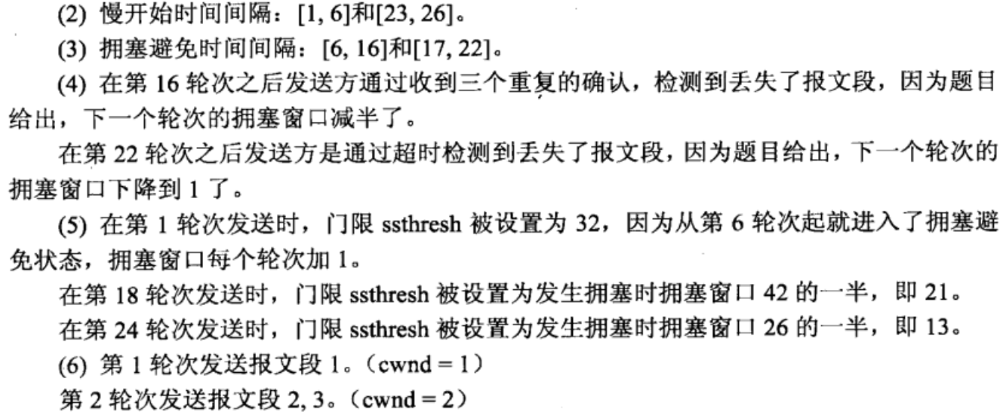 (2) 慢开始时间间隔：[1, 6]和[23, 26]。
(3) 拥塞避免时间间隔：[6, 16]和[17, 22]。
(4) 在第 16 轮次之后发送方通过收到三个重复的确认，检测到丢失了报文段，因为题目
给出，下一个轮次的拥塞窗口减半了。
在第 22 轮次之后发送方是通过超时检测到丢失了报文段，因为题目给出，下一个轮次的
拥塞窗口下降到 1 了。
(5) 在第 1 轮次发送时，门限 ssthresh 被设置为 32，因为从第 6 轮次起就进入了拥塞避
免状态，拥塞窗口每个轮次加 1。
在第 18 轮次发送时，门限 ssthresh 被设置为发生拥塞时拥塞窗口 42 的一半，即 21。
在第 24 轮次发送时，门限 ssthresh 被设置为发生拥塞时拥塞窗口 26 的一半，即 13。
(6) 第 1 轮次发送报文段 1。（cwnd = 1）
第 2 轮次发送报文段 2, 3。（cwnd = 2）